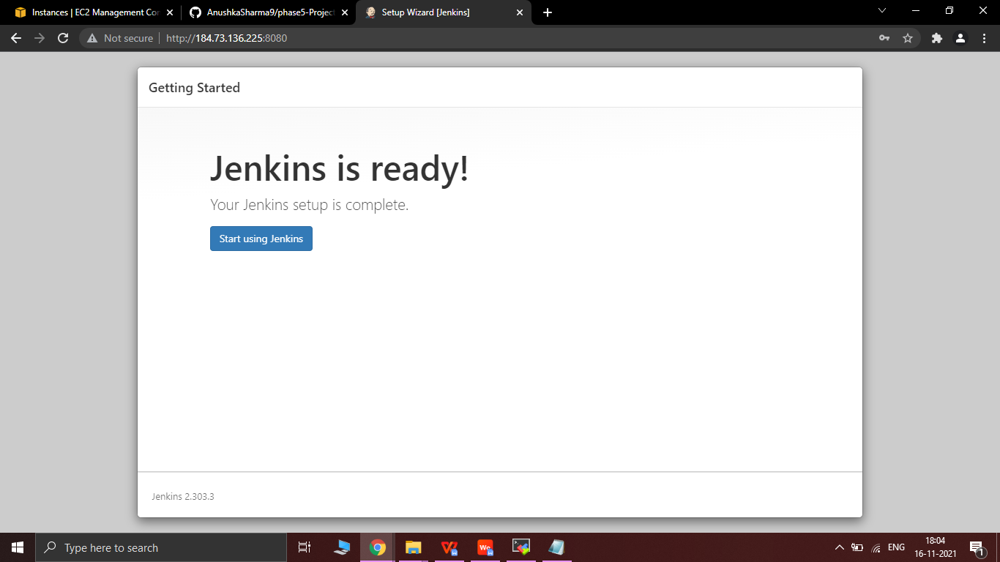 Instances | EC2 Management Con
AnushkaSharma9/phase5-Project
Setup Wizard [Jenkins]
Not secure
http://184.73.136.225:8080
Getting Started
Jenkins is ready!
Your Jenkins setup is complete.
Start using Jenkins
Jenkins 2.303.3
Type here to search
ENG
18:04
16-11-2021
1